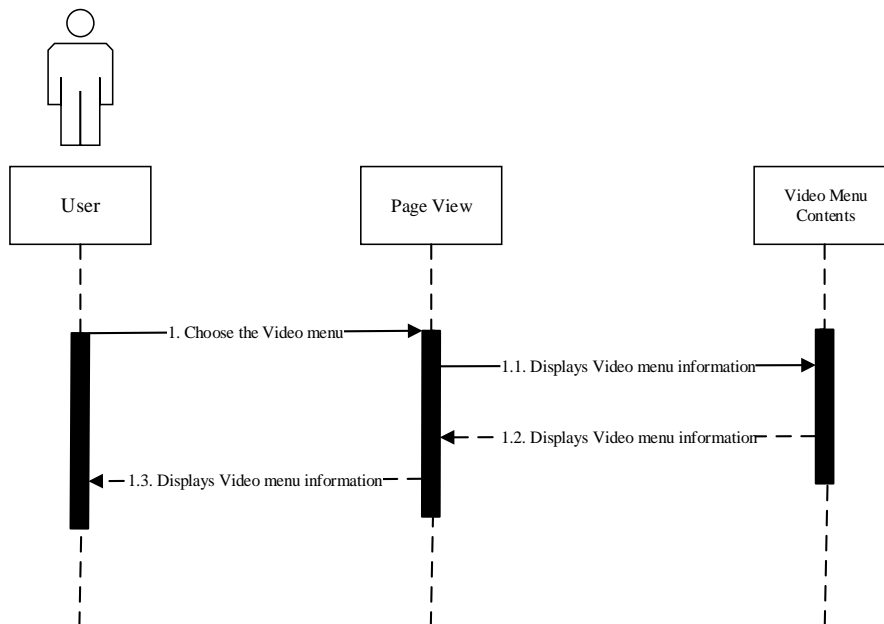 User
Page View
Video Menu
Contents
1. Choose the Video menu
1.1. Displays Video menu information
1.2. Displays Video menu information
1.3. Displays Video menu information